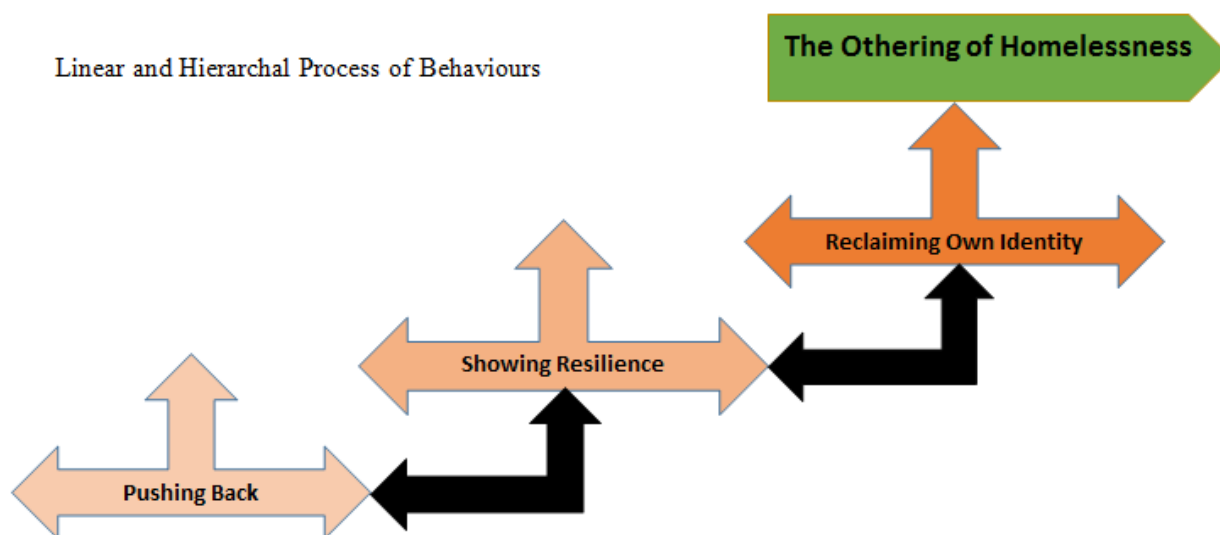 The Othering of Homelessness
Linear and Hierarchal Process of Behaviours
Reclaiming Own Identity
Showing Resilience
Pushing Back